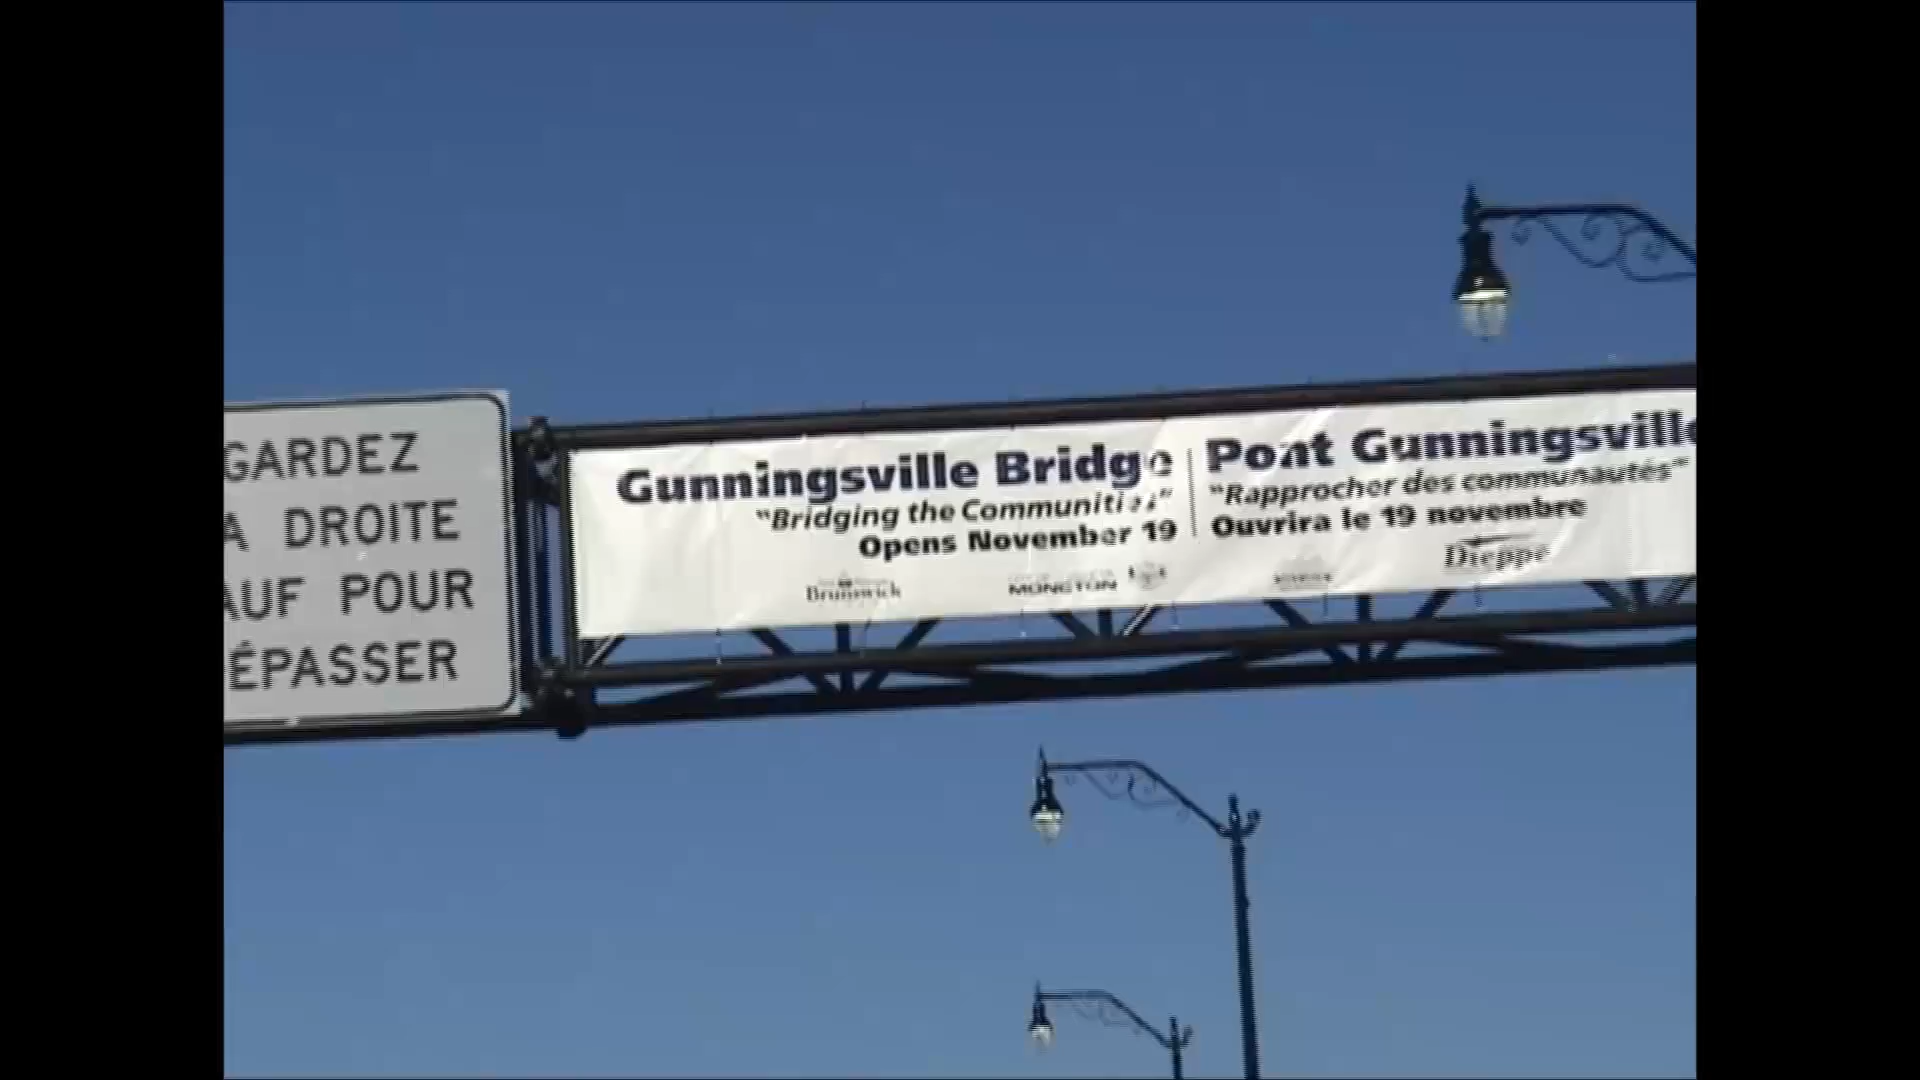 GARDEZ
A DROITE
AUF POUR
ÉPASSER
Gunningsville Bridge
"Bridging the Communities"
Opens November 19
Pont Gunningsville
"Rapprocher des communautés"
Ouvrira le 19 novembre
Brunswick
MONCTON
Dieppe